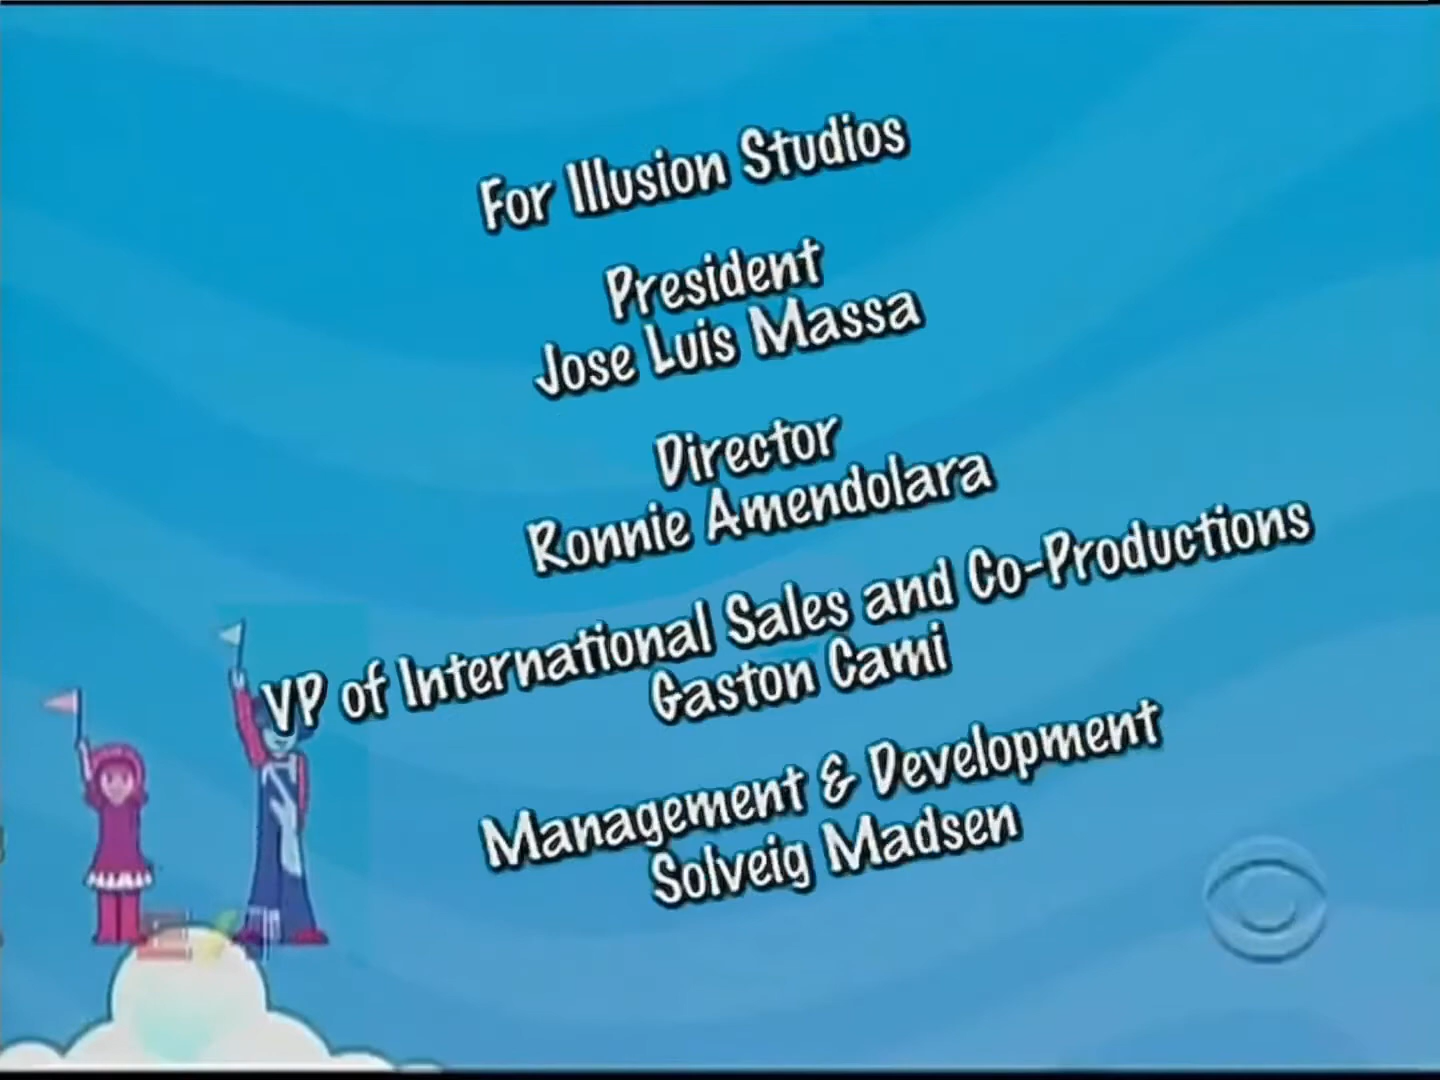 For Illusion Studios
President
Jose Luis Massa
Director
Ronnie Amendolara
VP of International Sales and Co-Productions
Gaston Cami
Management & Development
Solveig Madsen